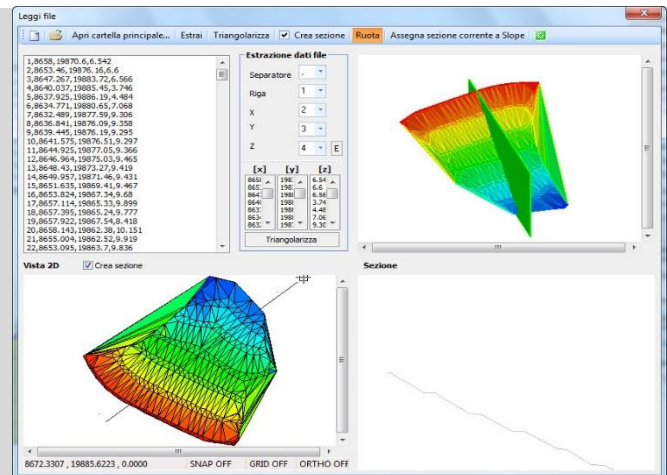 Leggi file
Apri cartella principale... Estrai Triangolarizza Crea sezione Ruota Assegna sezione corrente a Slope
1,8658,19870.6,6.542
2,8653.46,19876.16,6.6
3,8647.267,19883.72,6.566
4,8640.037,19885.45,3.746
5,8637.925,19886.19,4.484
6,8634.771,19880.65,7.068
7,8632.489,19877.59,9.306
8,8636.841,19876.09,9.358
9,8639.445,19876.19,9.295
10,8641.575,19876.51,9.297
11,8644.925,19877.05,9.366
12,8646.964,19875.03,9.465
13,8648.43,19873.27,9.419
14,8649.957,19871.46,9.431
15,8651.635,19869.41,9.467
16,8653.824,19867.34,9.68
17,8657.114,19865.33,9.899
18,8657.395,19865.24,9.777
19,8657.922,19867.54,8.418
20,8658.143,19862.38,10.151
21,8655.004,19862.52,9.919
22,8653.095,19863.7,9.836
Estrazione dati file
Separatore ,
Riga 1
X 2
Y 3
Z 4 E
[x] [y] [z]
Triangolarizza
Vista 2D Crea sezione
Sezione
8672.3307 , 19885.6223 , 0.0000 SNAP OFF GRID OFF ORTHO OFF